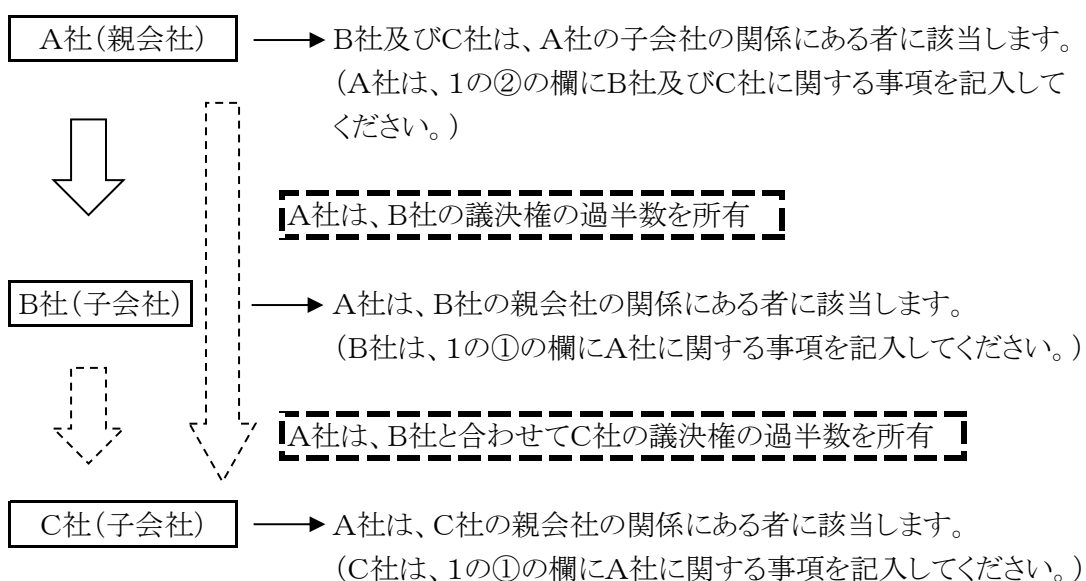 A社(親会社) B社及びC社は、A社の子会社の関係にある者に該当します。
(A社は、1の②の欄にB社及びC社に関する事項を記入して
ください。)
A社は、B社の議決権の過半数を所有
B社(子会社) A社は、B社の親会社の関係にある者に該当します。
(B社は、1の①の欄にA社に関する事項を記入してください。)
A社は、B社と合わせてC社の議決権の過半数を所有
C社(子会社) A社は、C社の親会社の関係にある者に該当します。
(C社は、1の①の欄にA社に関する事項を記入してください。)